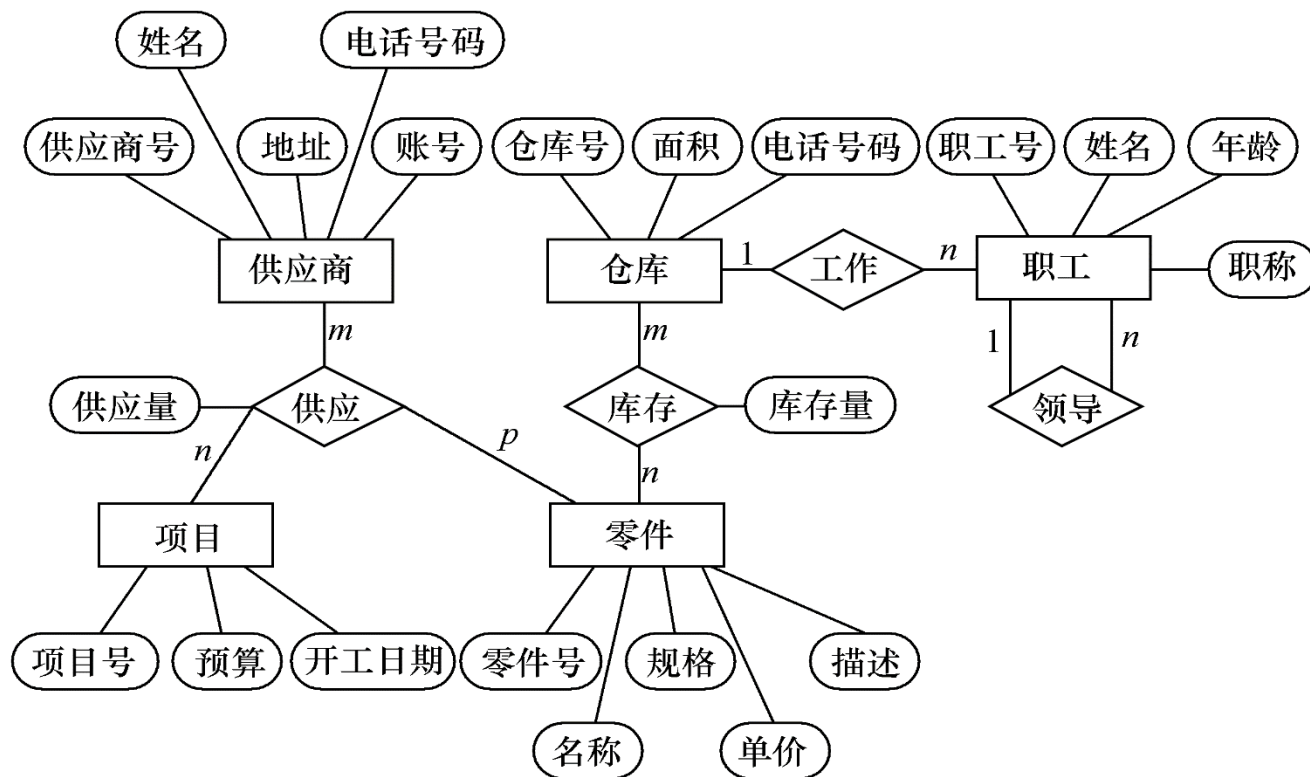 姓名
电话号码
供应商号
地址
账号
仓库号
面积
电话号码
职工号
姓名
年龄
供应商
仓库
1
工作
n
职工
职称
m
m
1
n
供应量
供应
库存
库存量
领导
n
p
n
项目
零件
项目号
预算
开工日期
零件号
规格
描述
名称
单价